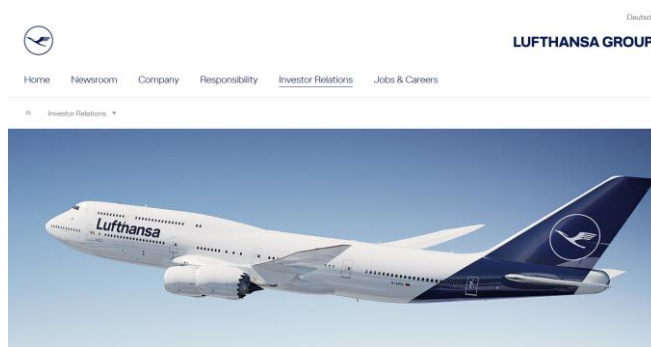 Deutsch
LUFTHANSA GROUP
Home Newsroom Company Responsibility Investor Relations Jobs & Careers
Investor Relations
Lufthansa